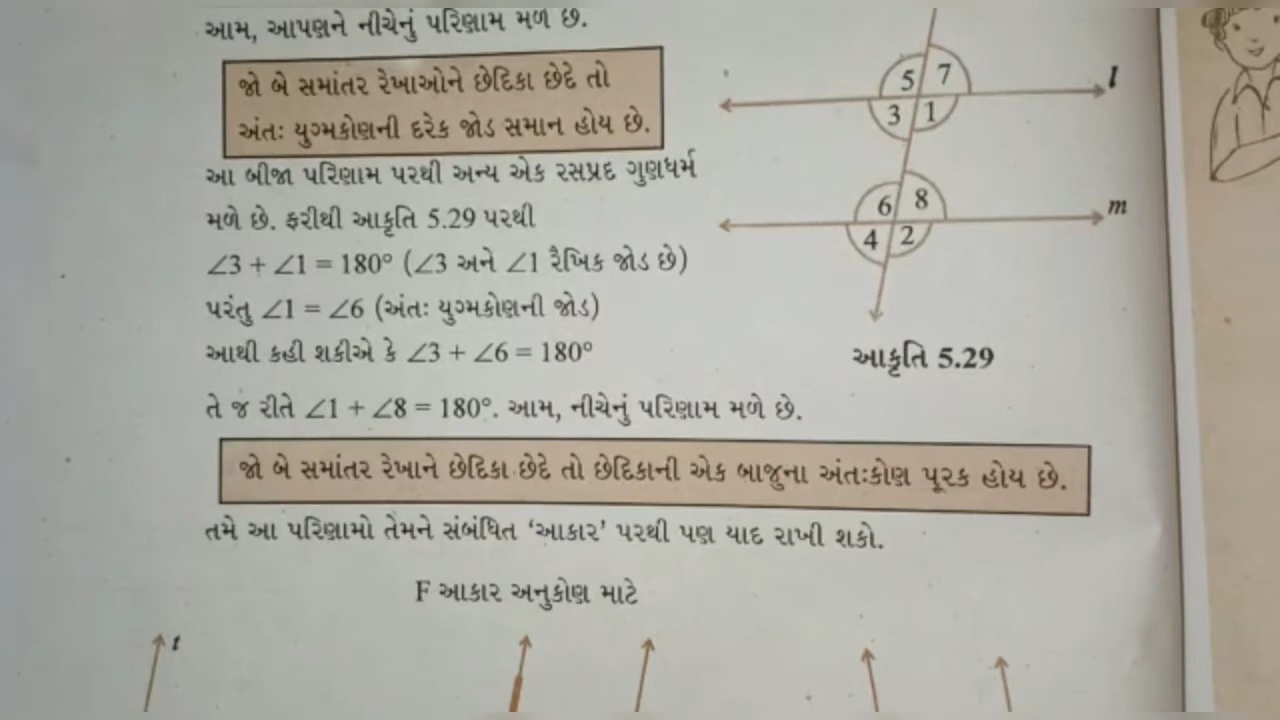 આમ, આપણને નીચેનું પરિણામ મળે છે.
જો બે સમાંતર રેખાઓને છેદિકા છેદે તો
અંતઃ યુગ્મકોણની દરેક જોડ સમાન હોય છે.
આ બીજા પરિણામ પરથી અન્ય એક રસપ્રદ ગુણધર્મ
મળે છે. ફરીથી આકૃતિ 5.29 પરથી
∠3 + ∠1 = 180° (∠3 અને ∠1 રૈખિક જોડ છે)
પરંતુ ∠1 = ∠6 (અંતઃ યુગ્મકોણની જોડ)
આથી કહી શકીએ કે ∠3 + ∠6 = 180°
5 7 l
3 1
6 8 m
4 2
આકૃતિ 5.29
તે જ રીતે ∠1 + ∠8 = 180°. આમ, નીચેનું પરિણામ મળે છે.
જો બે સમાંતર રેખાને છેદિકા છેદે તો છેદિકાની એક બાજુના અંતઃકોણ પૂરક હોય છે.
તમે આ પરિણામો તેમને સંબંધિત ‘આકાર’ પરથી પણ યાદ રાખી શકો.
F આકાર અનુકોણ માટે
t